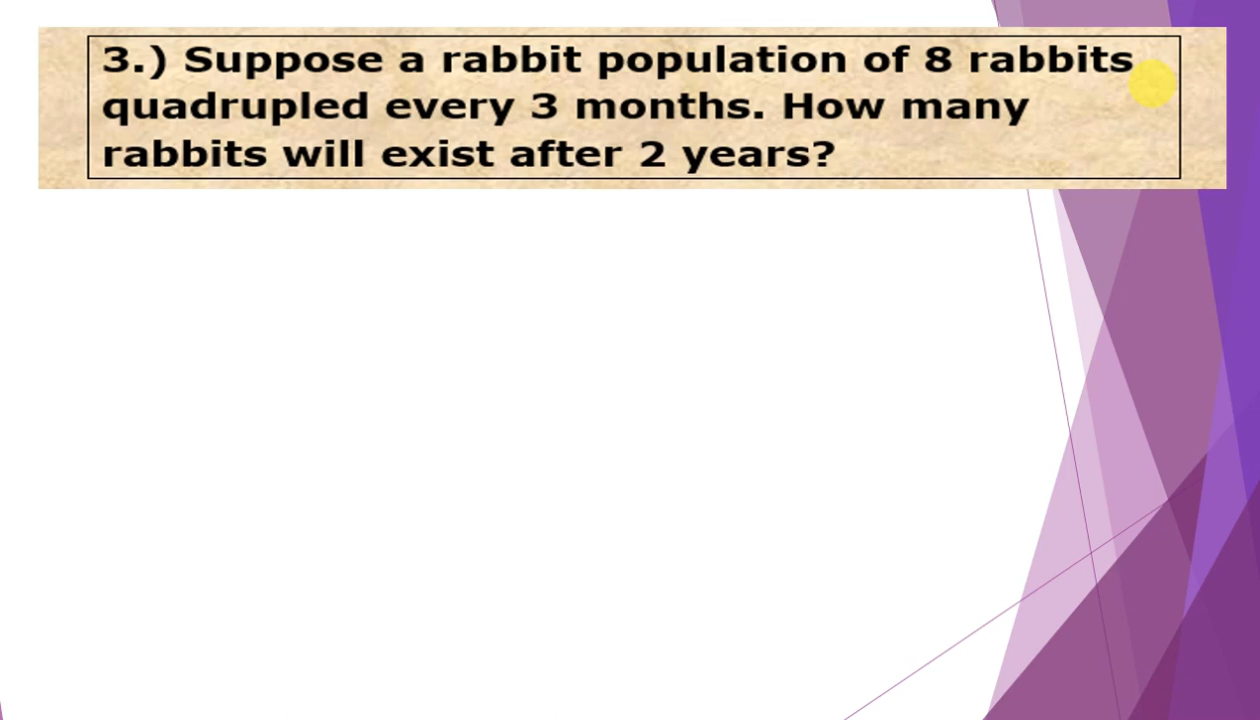 3.) Suppose a rabbit population of 8 rabbits
quadrupled every 3 months. How many
rabbits will exist after 2 years?